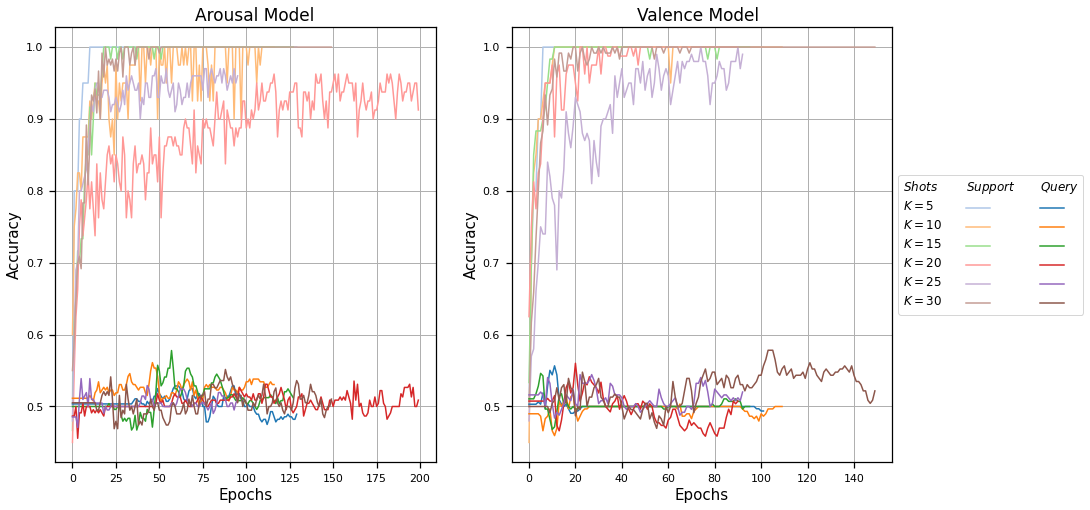 Arousal Model
Accuracy
1.0
0.9
0.8
0.7
0.6
0.5
0 25 50 75 100 125 150 175 200
Epochs
Valence Model
Accuracy
1.0
0.9
0.8
0.7
0.6
0.5
0 20 40 60 80 100 120 140
Epochs
Shots Support Query
K = 5
K = 10
K = 15
K = 20
K = 25
K = 30